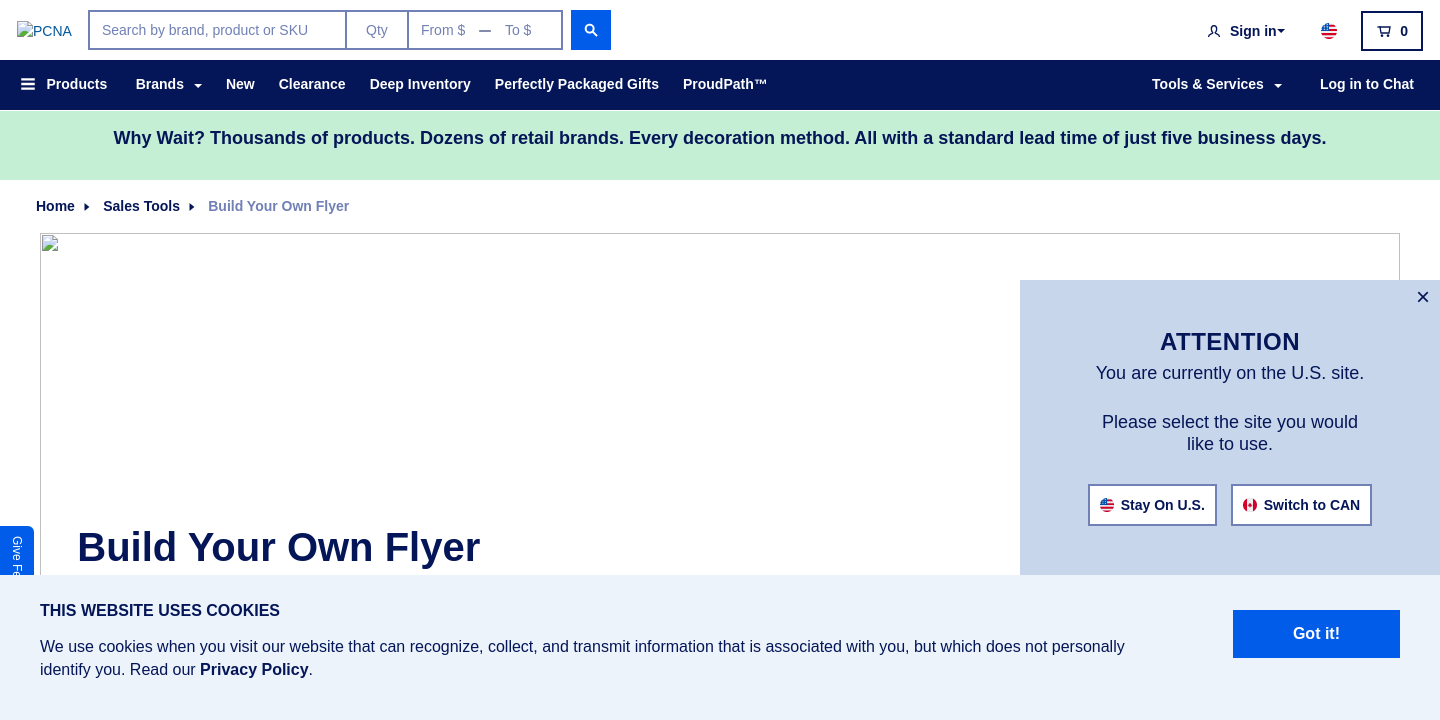 PCNA
Search by brand, product or SKU
Qty
From $
To $
Sign in
0
Products
Brands
New
Clearance
Deep Inventory
Perfectly Packaged Gifts
ProudPath™
Tools & Services
Log in to Chat
Why Wait? Thousands of products. Dozens of retail brands. Every decoration method. All with a standard lead time of just five business days.
Home
Sales Tools
Build Your Own Flyer
×
ATTENTION
You are currently on the U.S. site.
Please select the site you would
like to use.
Stay On U.S.
Switch to CAN
Build Your Own Flyer
Give
THIS WEBSITE USES COOKIES
We use cookies when you visit our website that can recognize, collect, and transmit information that is associated with you, but which does not personally
identify you. Read our Privacy Policy.
Got it!